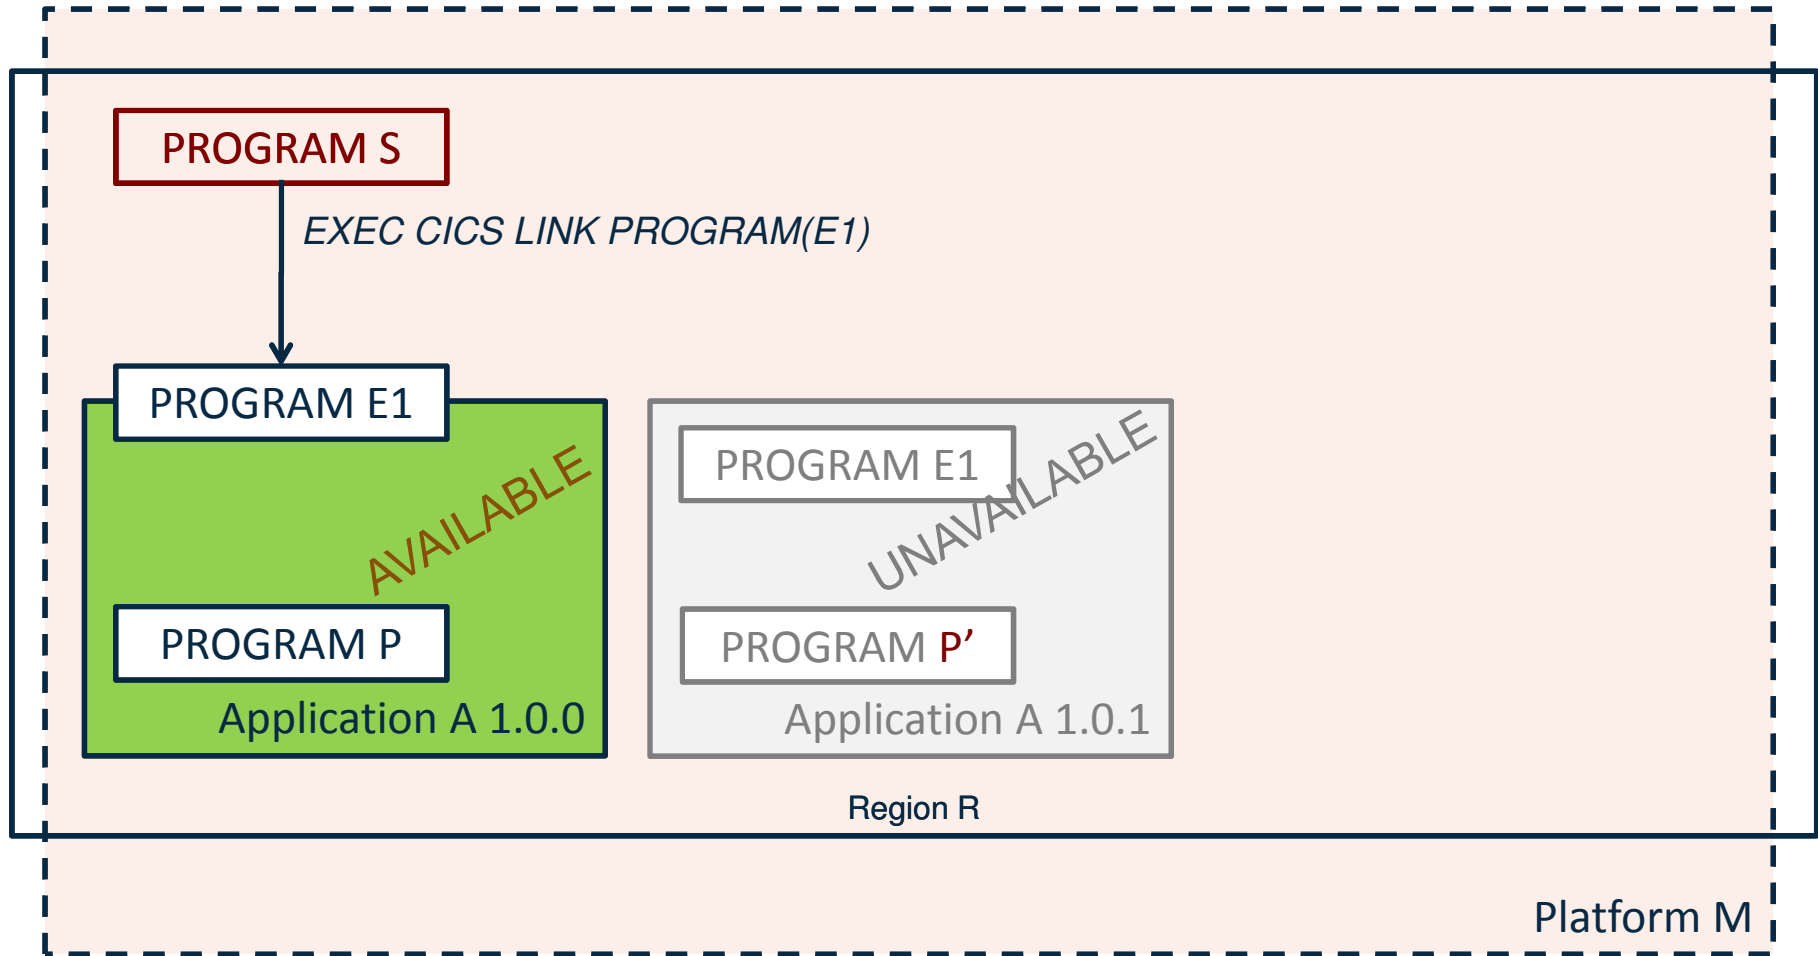 PROGRAM S
EXEC CICS LINK PROGRAM(E1)
PROGRAM E1
AVAILABLE
PROGRAM P
Application A 1.0.0
PROGRAM E1
UNAVAILABLE
PROGRAM P’
Application A 1.0.1
Region R
Platform M